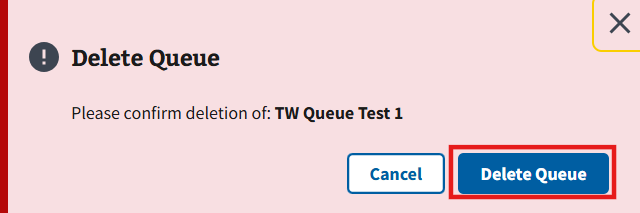 Delete Queue
Please confirm deletion of: TW Queue Test 1
Cancel
Delete Queue